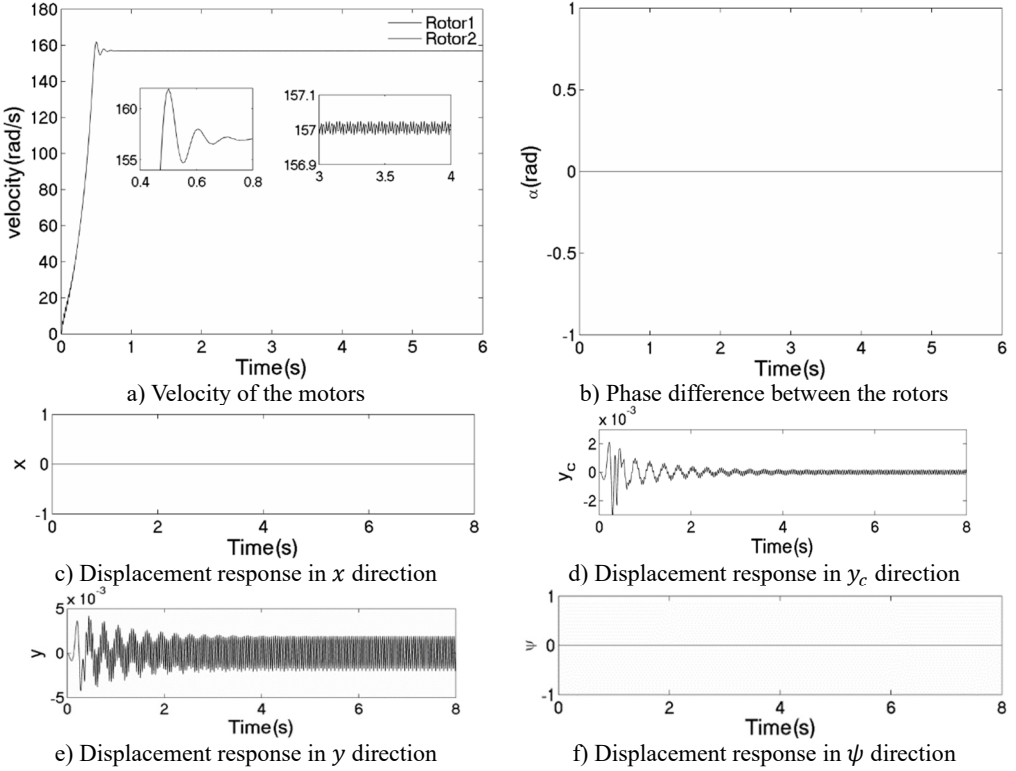 180
160
140
120
100
80
60
40
20
0
velocity(rad/s)
Rotor1
Rotor2
160
155
0.4 0.6 0.8
157.1
157
156.9
3 3.5 4
0 1 2 3 4 5 6
Time(s)
a) Velocity of the motors
1
0.5
0
-0.5
-1
α(rad)
0 1 2 3 4 5 6
Time(s)
b) Phase difference between the rotors
1
0
-1
x
0 2 4 6 8
Time(s)
c) Displacement response in x direction
x 10⁻³
2
0
-2
y_c
0 2 4 6 8
Time(s)
d) Displacement response in y_c direction
x 10⁻³
5
0
-5
y
0 2 4 6 8
Time(s)
e) Displacement response in y direction
1
0
-1
ψ
0 2 4 6 8
Time(s)
f) Displacement response in ψ direction